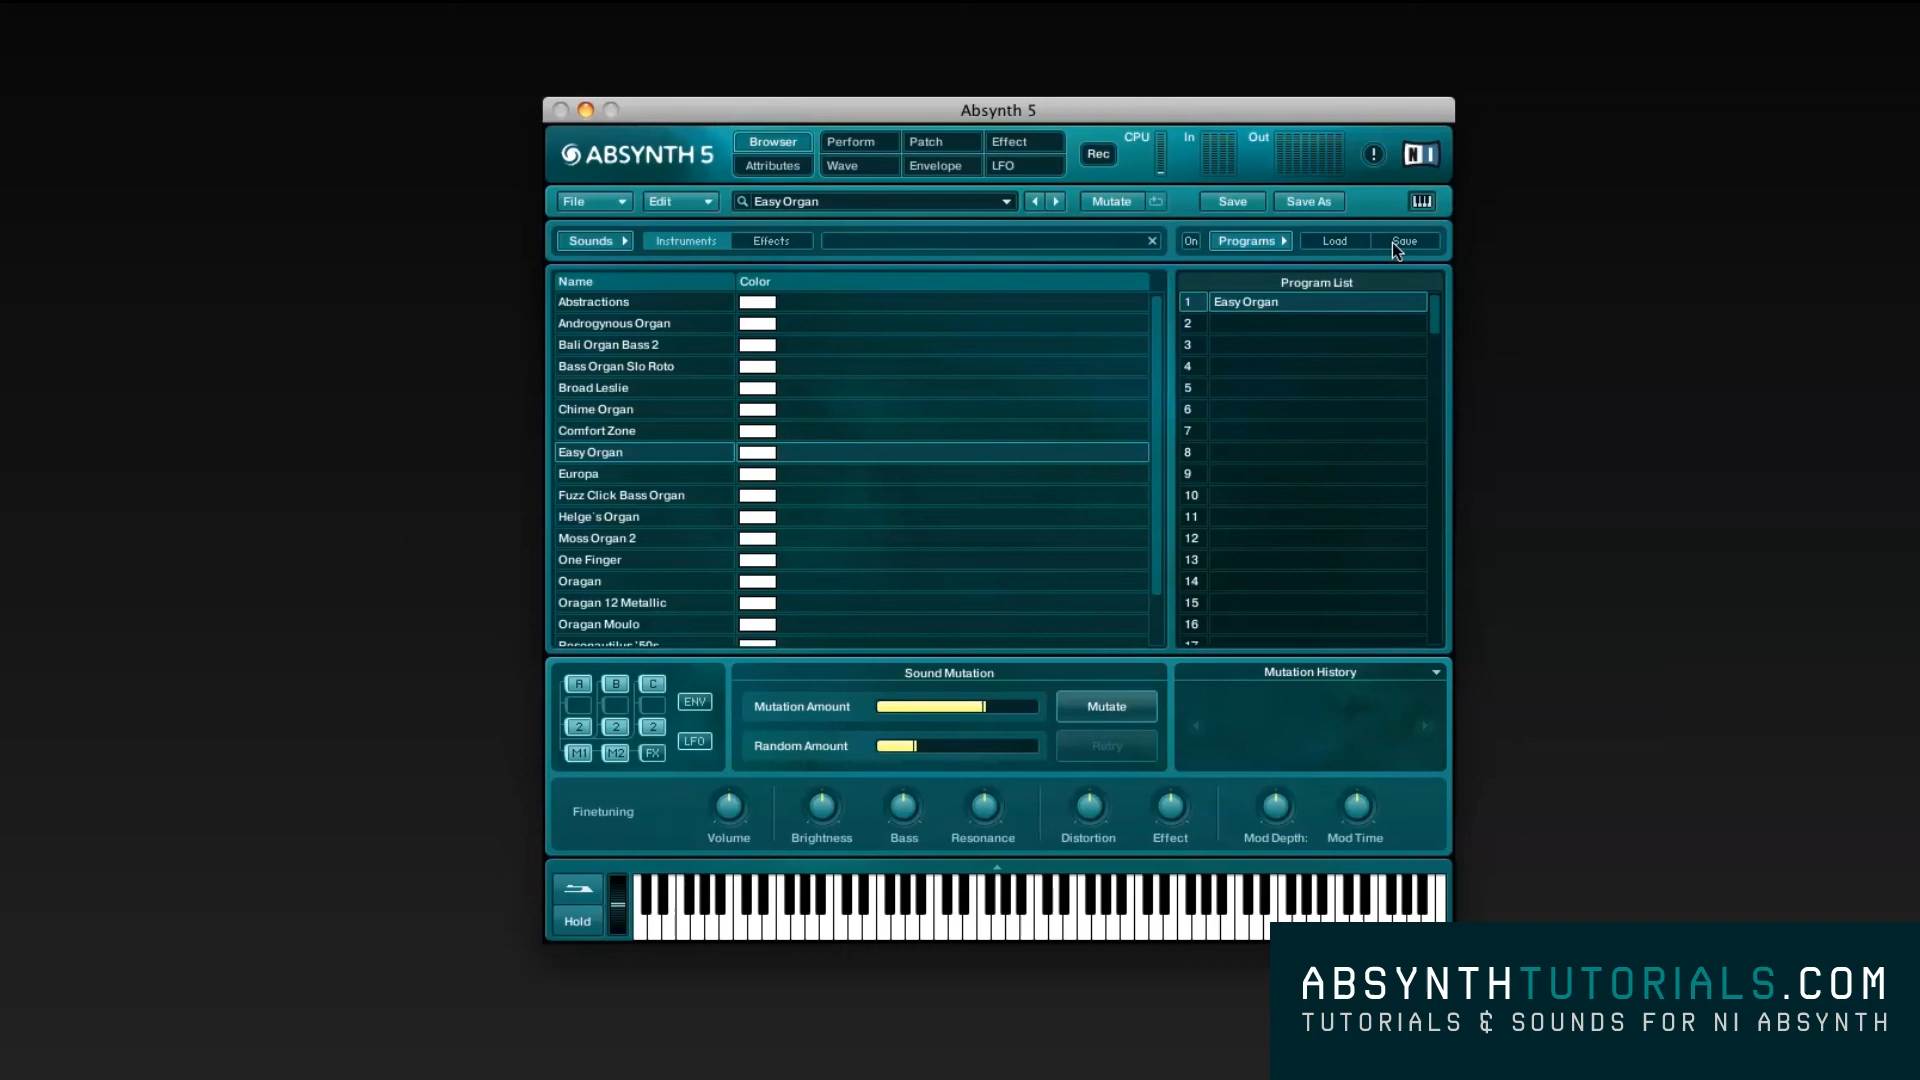 Absynth 5
ABSYNTH 5
Browser
Perform
Patch
Effect
Attributes
Wave
Envelope
LFO
Rec
CPU
In
Out
!
NI
File
Edit
Easy Organ
Mutate
Save
Save As
Sounds
Instruments
Effects
On
Programs
Load
Save
Name
Color
Abstractions
Androgynous Organ
Bali Organ Bass 2
Bass Organ Slo Roto
Broad Leslie
Chime Organ
Comfort Zone
Easy Organ
Europa
Fuzz Click Bass Organ
Helge`s Organ
Moss Organ 2
One Finger
Oragan
Oragan 12 Metallic
Oragan Moulo
Resonautilus '50s
Program List
1 Easy Organ
2
3
4
5
6
7
8
9
10
11
12
13
14
15
16
17
A B C
2 2 2
M1 M2 FX
ENV
LFO
Sound Mutation
Mutation Amount
Mutate
Random Amount
Retry
Mutation History
Finetuning
Volume
Brightness
Bass
Resonance
Distortion
Effect
Mod Depth:
Mod Time
Hold
ABSYNTHTUTORIALS.COM
TUTORIALS & SOUNDS FOR NI ABSYNTH